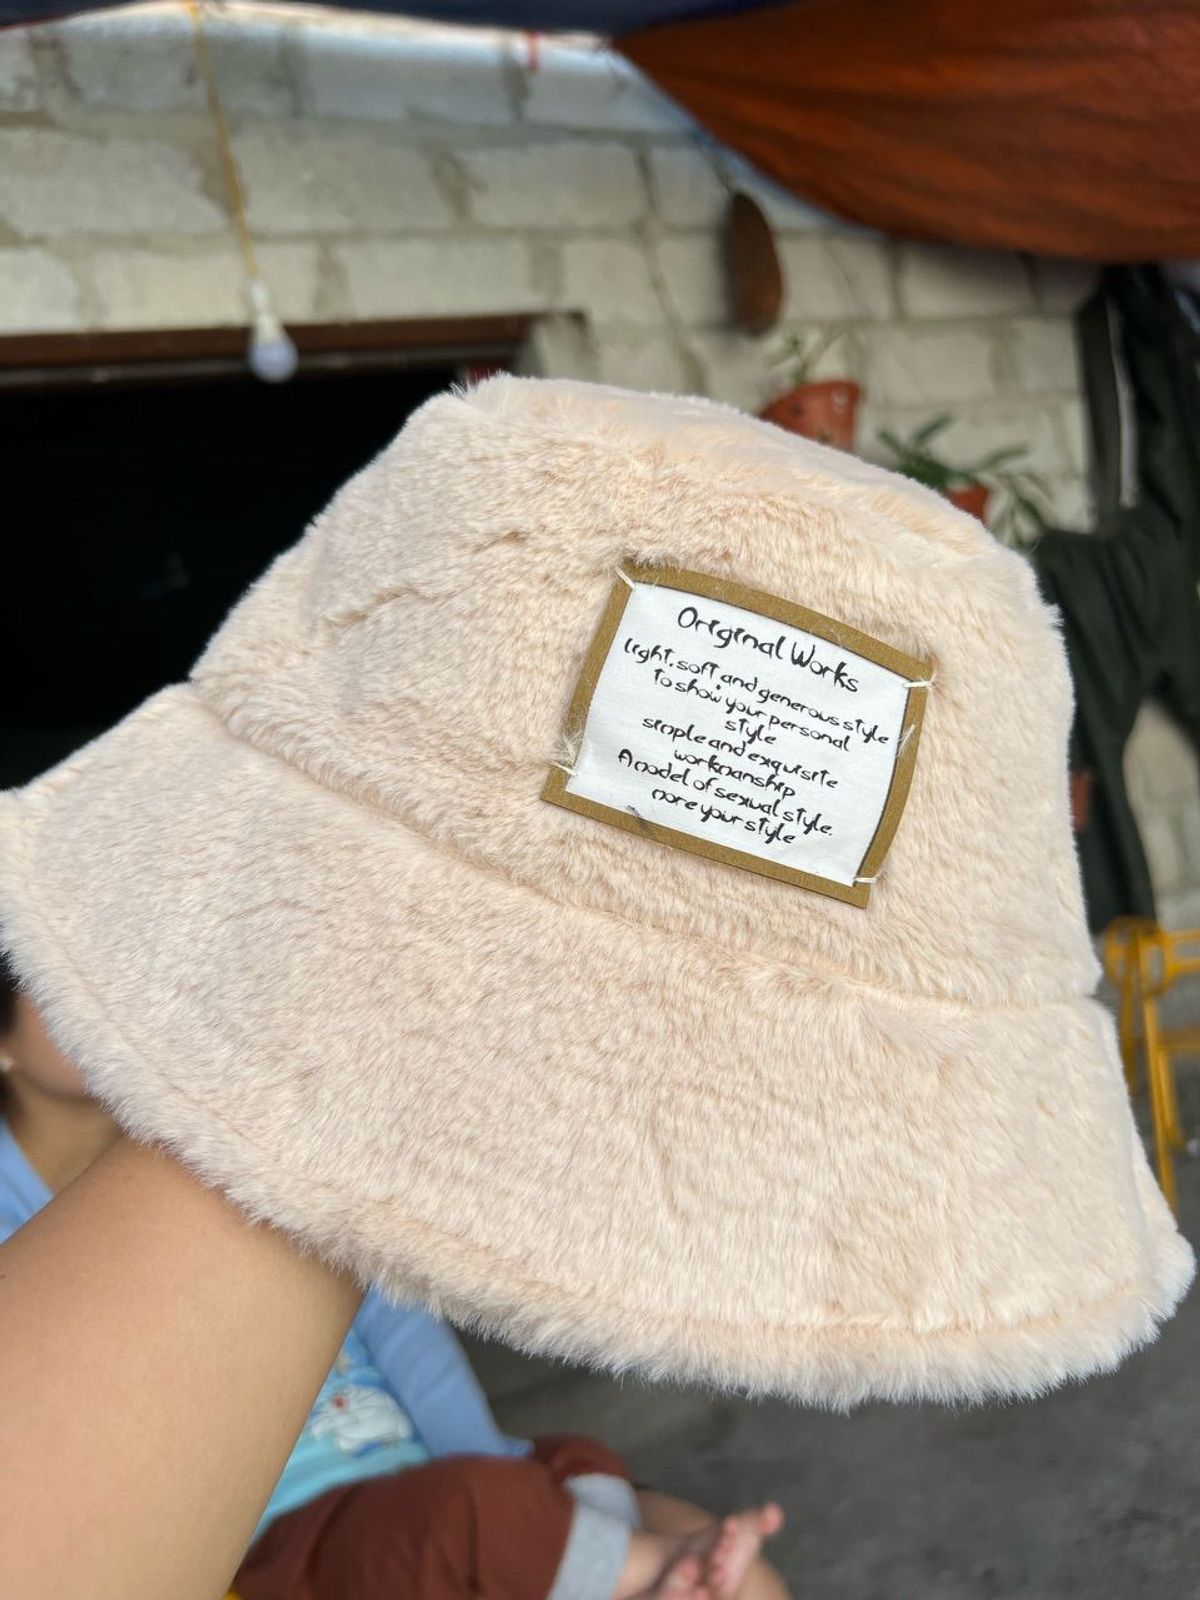 Original Works
light.soft and generous style
to show your personal
style
simple and exquisite
workmanship
A model of sexual style.
more your style